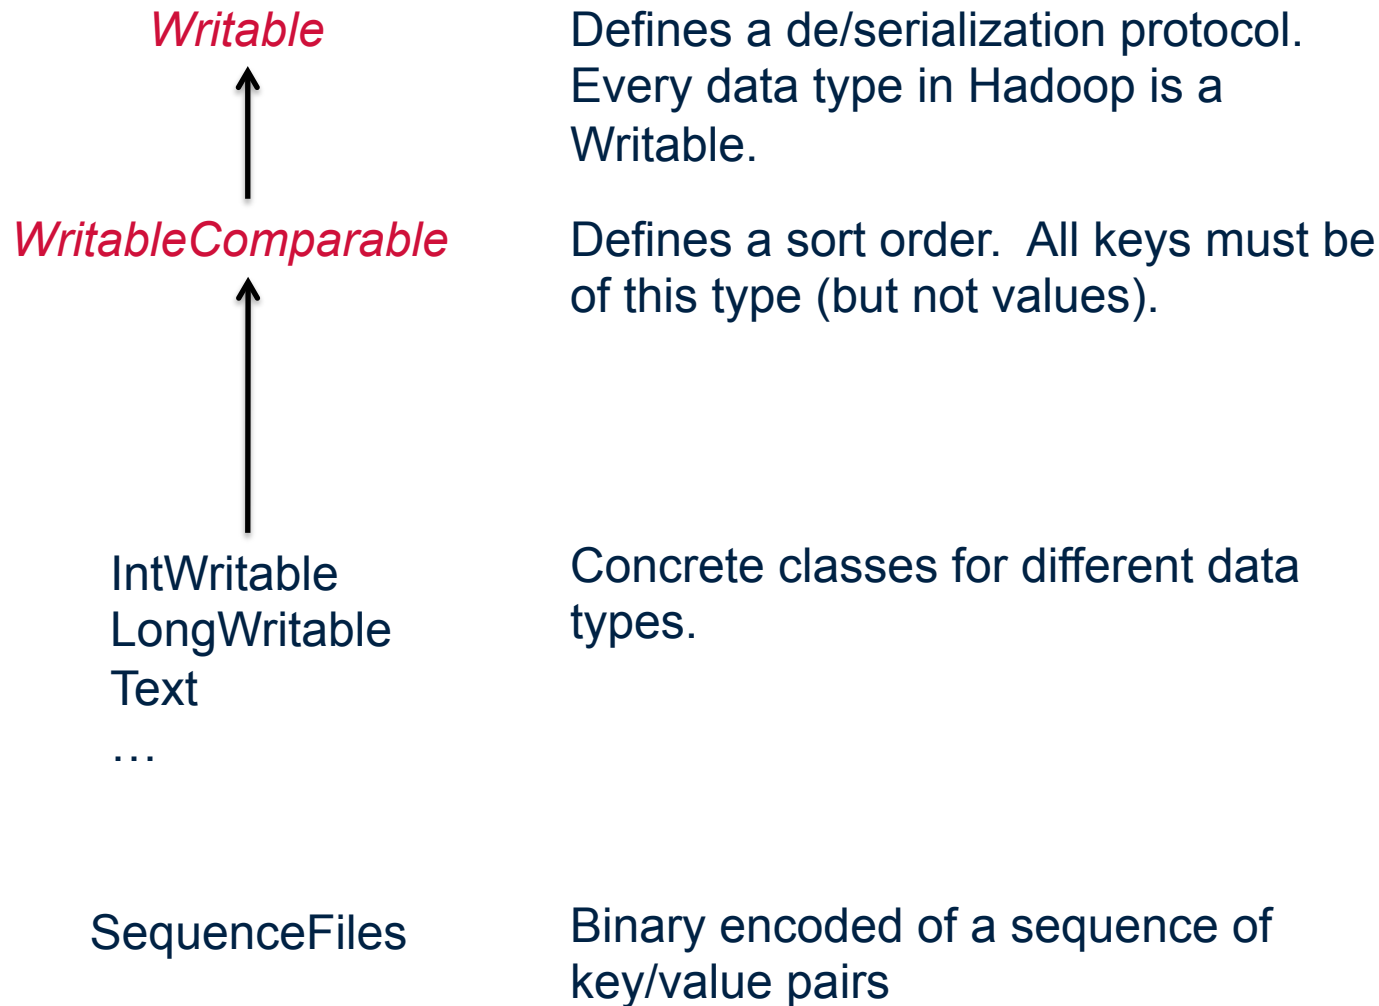 Writable
Defines a de/serialization protocol.
Every data type in Hadoop is a
Writable.
WritableComparable
Defines a sort order.  All keys must be
of this type (but not values).
IntWritable
LongWritable
Text
…
Concrete classes for different data
types.
SequenceFiles
Binary encoded of a sequence of
key/value pairs